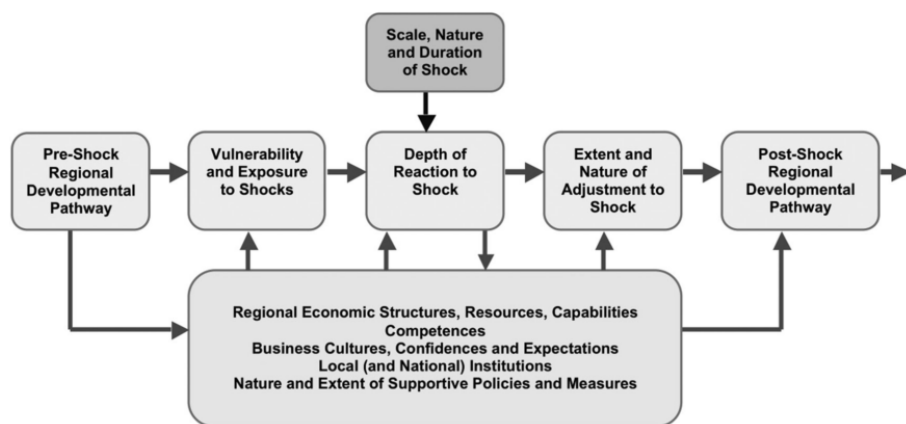 Scale, Nature
and Duration
of Shock
Pre-Shock
Regional
Developmental
Pathway
Vulnerability
and Exposure
to Shocks
Depth of
Reaction to
Shock
Extent and
Nature of
Adjustment to
Shock
Post-Shock
Regional
Developmental
Pathway
Regional Economic Structures, Resources, Capabilities
Competences
Business Cultures, Confidences and Expectations
Local (and National) Institutions
Nature and Extent of Supportive Policies and Measures